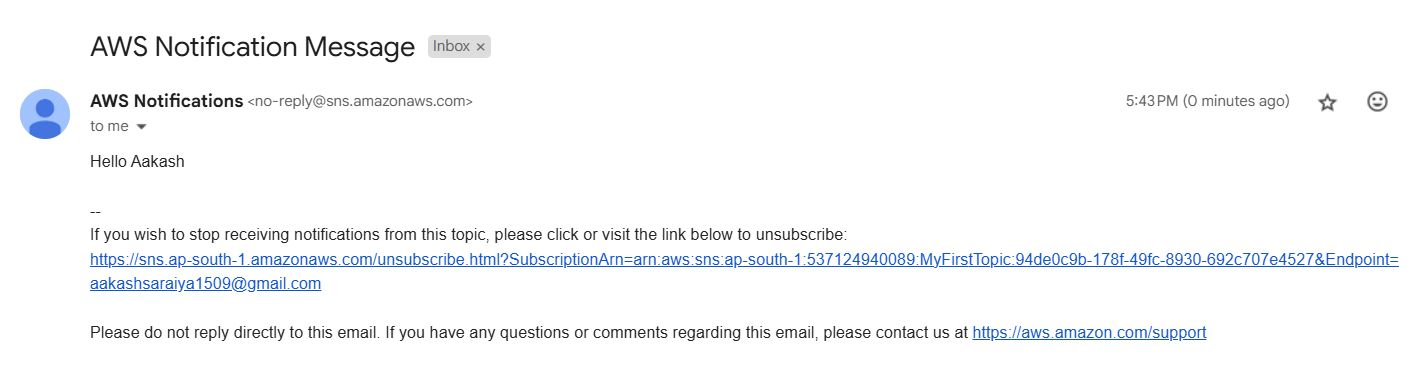 AWS Notification Message Inbox ×
AWS Notifications <no-reply@sns.amazonaws.com> 5:43 PM (0 minutes ago)
to me
Hello Aakash
--
If you wish to stop receiving notifications from this topic, please click or visit the link below to unsubscribe:
https://sns.ap-south-1.amazonaws.com/unsubscribe.html?SubscriptionArn=arn:aws:sns:ap-south-1:537124940089:MyFirstTopic:94de0c9b-178f-49fc-8930-692c707e4527&Endpoint=
aakashsaraiya1509@gmail.com
Please do not reply directly to this email. If you have any questions or comments regarding this email, please contact us at https://aws.amazon.com/support